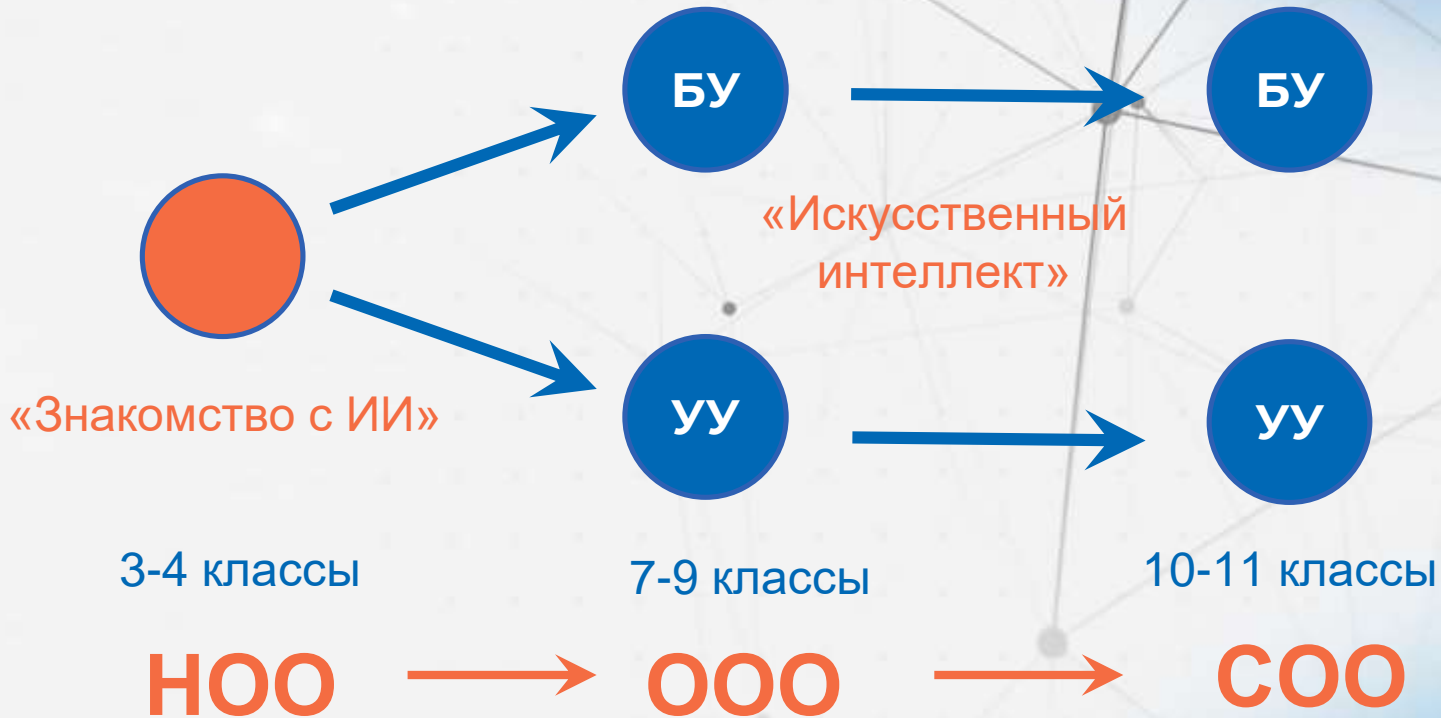 БУ
БУ
«Искусственный
интеллект»
«Знакомство с ИИ»
УУ
УУ
3-4 классы
7-9 классы
10-11 классы
НОО
ООО
СОО